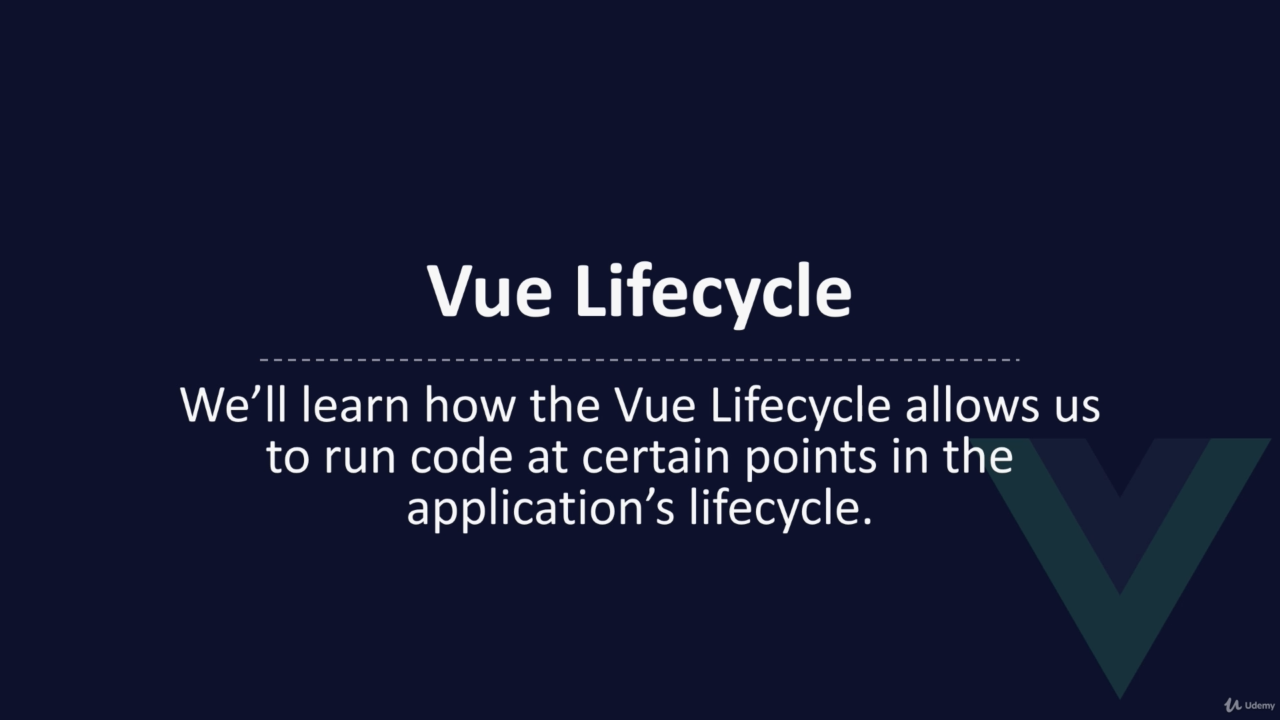 Vue Lifecycle
We’ll learn how the Vue Lifecycle allows us
to run code at certain points in the
application’s lifecycle.
Udemy